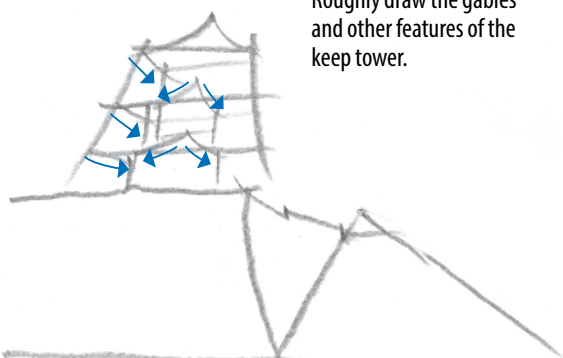 Roughly draw the gables
and other features of the
keep tower.